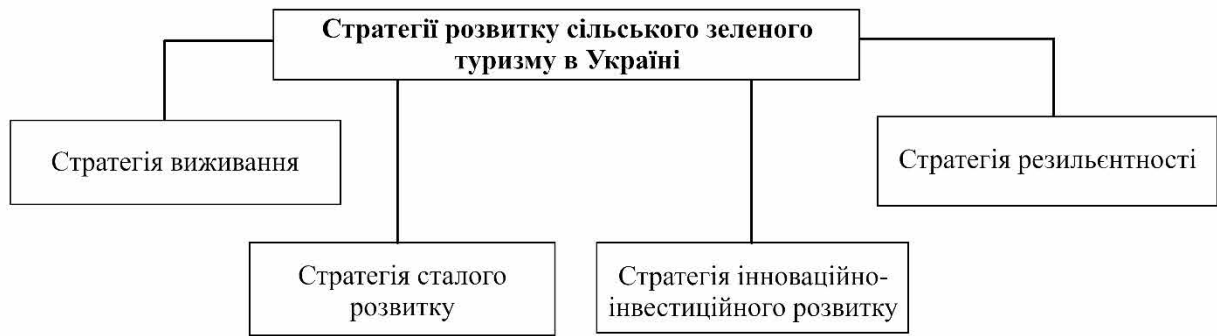 Стратегії розвитку сільського зеленого
туризму в Україні
Стратегія виживання
Стратегія резильєнтності
Стратегія сталого
розвитку
Стратегія інноваційно-
інвестиційного розвитку